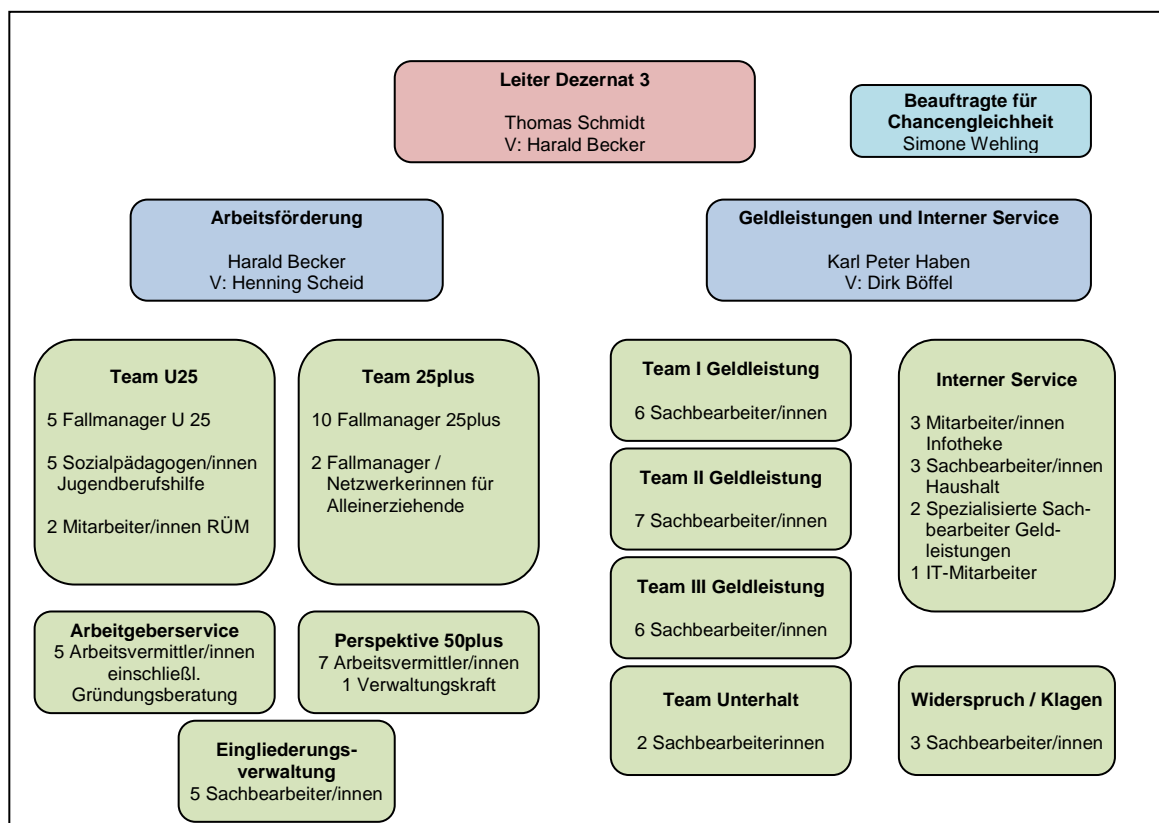 Leiter Dezernat 3
Thomas Schmidt
V: Harald Becker
Beauftragte für
Chancengleichheit
Simone Wehling
Arbeitsförderung
Harald Becker
V: Henning Scheid
Geldleistungen und Interner Service
Karl Peter Haben
V: Dirk Böffel
Team U25
5 Fallmanager U 25
5 Sozialpädagogen/innen
Jugendberufshilfe
2 Mitarbeiter/innen RÜM
Team 25plus
10 Fallmanager 25plus
2 Fallmanager /
Netzwerkerinnen für
Alleinerziehende
Team I Geldleistung
6 Sachbearbeiter/innen
Team II Geldleistung
7 Sachbearbeiter/innen
Team III Geldleistung
6 Sachbearbeiter/innen
Interner Service
3 Mitarbeiter/innen
Infotheke
3 Sachbearbeiter/innen
Haushalt
2 Spezialisierte Sach-
bearbeiter Geld-
leistungen
1 IT-Mitarbeiter
Arbeitgeberservice
5 Arbeitsvermittler/innen
einschließl.
Gründungsberatung
Perspektive 50plus
7 Arbeitsvermittler/innen
1 Verwaltungskraft
Eingliederungs-
verwaltung
5 Sachbearbeiter/innen
Team Unterhalt
2 Sachbearbeiterinnen
Widerspruch / Klagen
3 Sachbearbeiter/innen